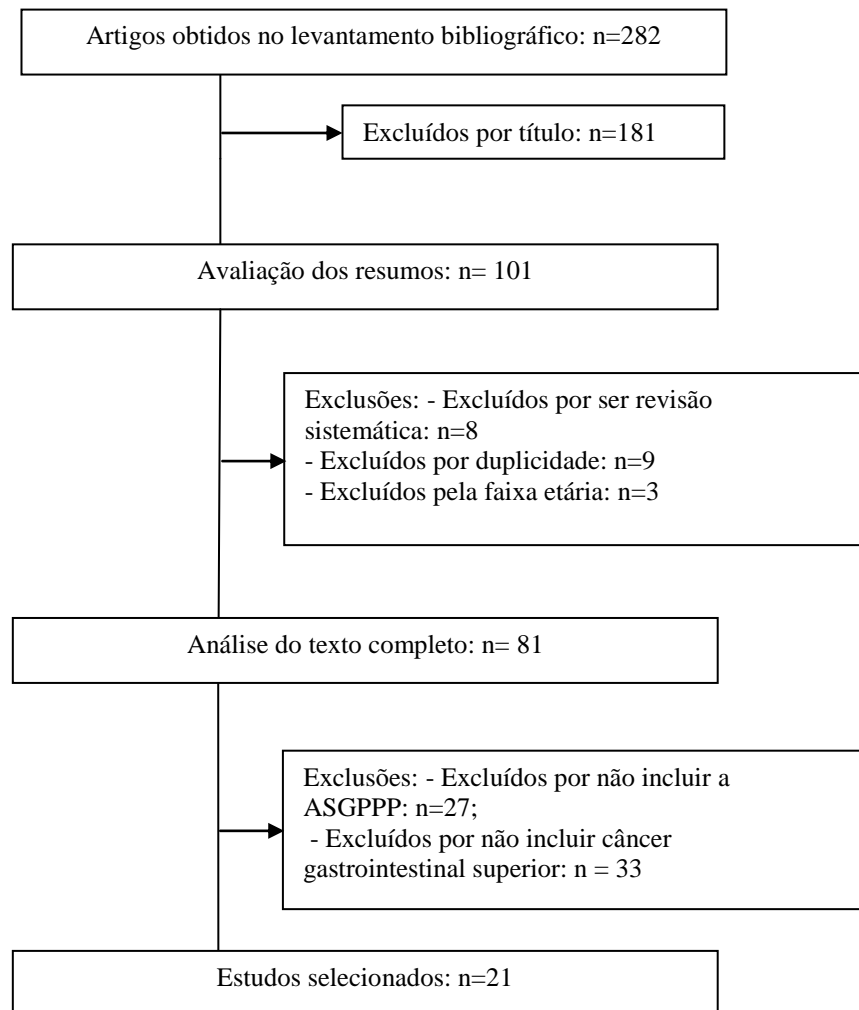 Artigos obtidos no levantamento bibliográfico: n=282
Excluídos por título: n=181
Avaliação dos resumos: n= 101
Exclusões: - Excluídos por ser revisão
sistemática: n=8
- Excluídos por duplicidade: n=9
- Excluídos pela faixa etária: n=3
Análise do texto completo: n= 81
Exclusões: - Excluídos por não incluir a
ASGPPP: n=27;
- Excluídos por não incluir câncer
gastrointestinal superior: n = 33
Estudos selecionados: n=21